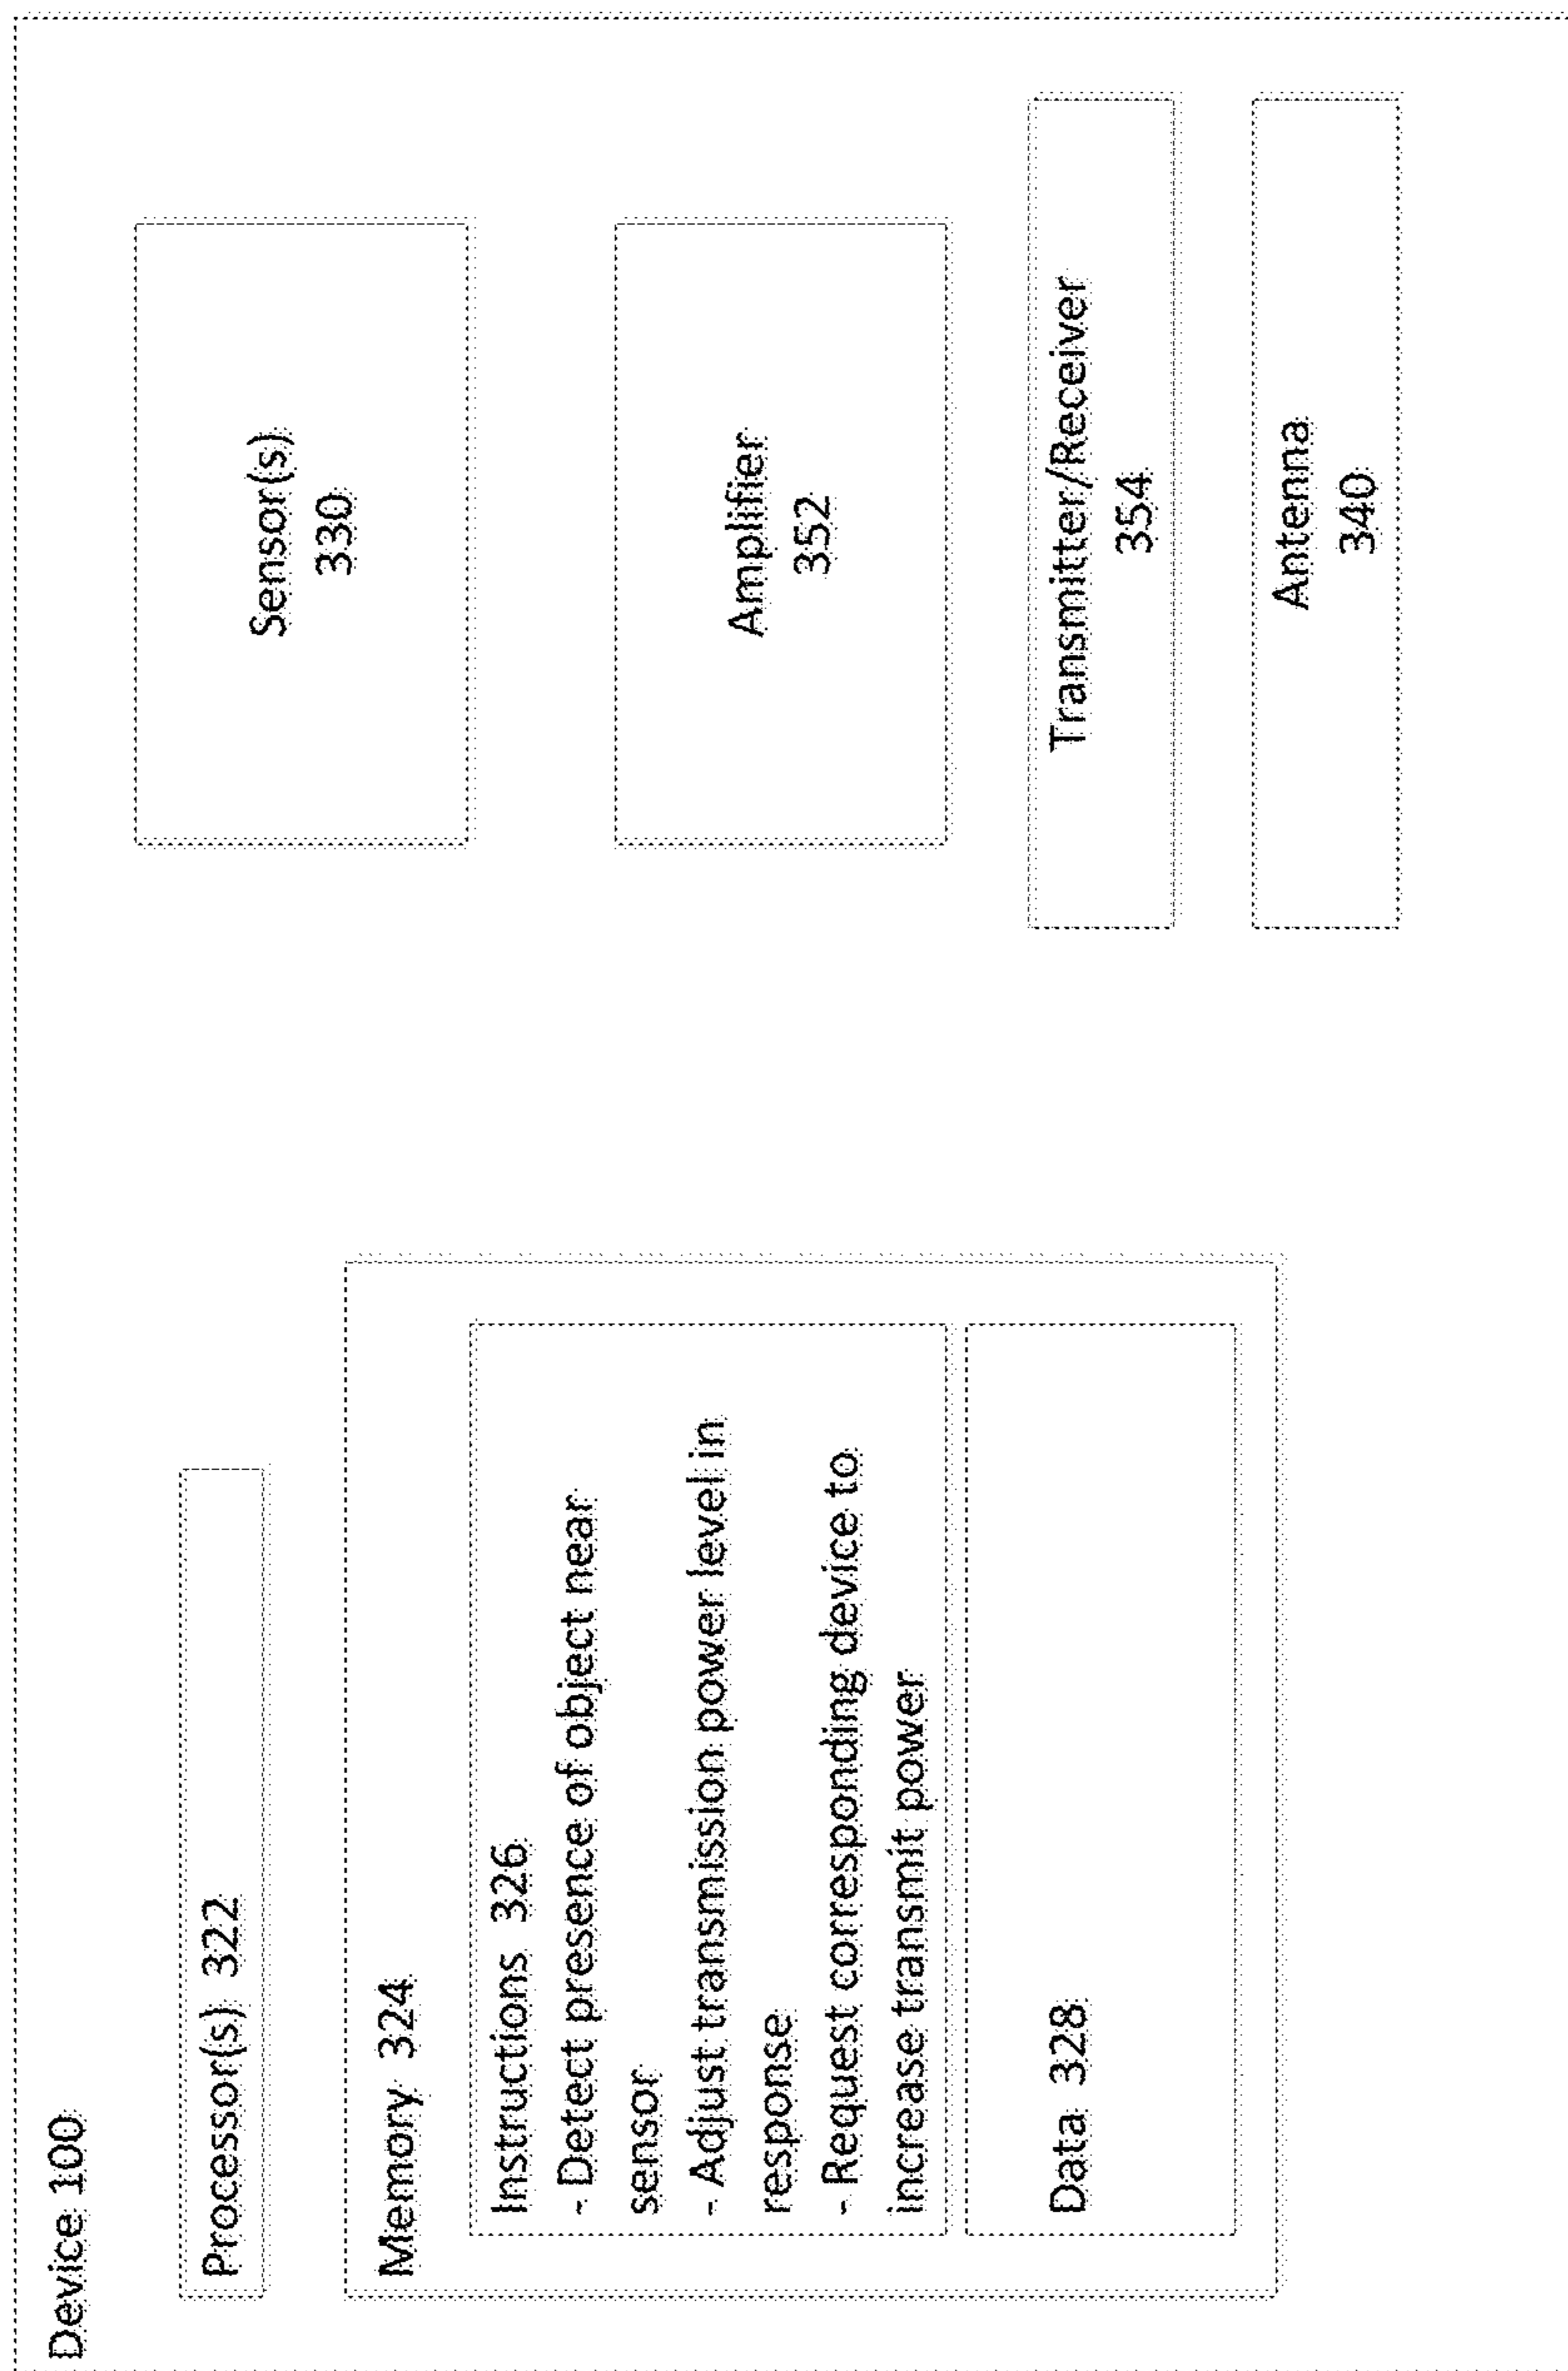 Device 100
Processor(s) 322
Memory 324
Instructions 326
- Detect presence of object near
sensor
- Adjust transmission power level in
response
- Request corresponding device to
increase transmit power
Data 328
Sensor(s)
330
Amplifier
352
Transmitter/Receiver
354
Antenna
340